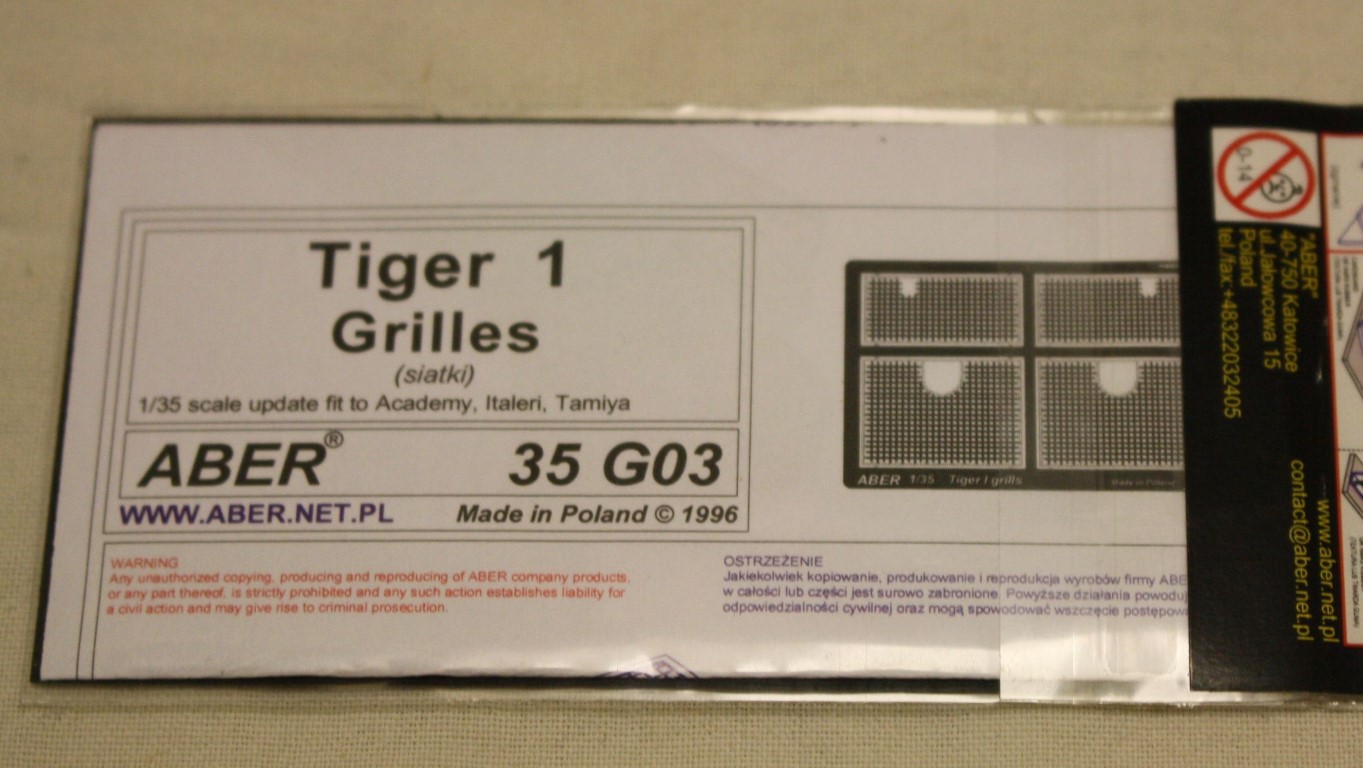 Tiger 1
Grilles
(siatki)
1/35 scale update fit to Academy, Italeri, Tamiya
ABER®
35 G03
WWW.ABER.NET.PL
Made in Poland © 1996
ABER 1/35 Tiger I grills
Made in Poland
WARNING
Any unauthorized copying, producing and reproducing of ABER company products,
or any part thereof, is strictly prohibited and any such action establishes liability for
a civil action and may give rise to criminal prosecution.
OSTRZEŻENIE
Jakiekolwiek kopiowanie, produkowanie i reprodukcja wyrobów firmy ABE
w całości lub części jest surowo zabronione. Powyższe działania powoduj
odpowiedzialności cywilnej oraz mogą spowodować wszczęcie postępow
0-14
"ABER"
40-750 Katowice
ul. Jałowcowa 15
Poland
tel./fax: +48322032405
www.aber.net.pl
contact@aber.net.pl